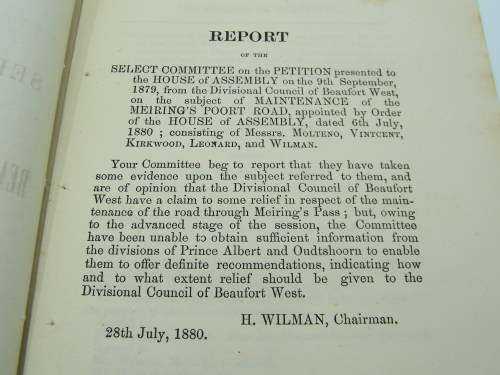 REPORT
OF THE
SELECT COMMITTEE on the PETITION presented to
the HOUSE of ASSEMBLY on the 9th September,
1879, from the Divisional Council of Beaufort West,
on the subject of MAINTENANCE of the
MEIRING'S POORT ROAD, appointed by Order
of the HOUSE of ASSEMBLY, dated 6th July,
1880 ; consisting of Messrs. MOLTENO, VINTCENT,
KIRKWOOD, LEONARD, and WILMAN.
Your Committee beg to report that they have taken
some evidence upon the subject referred to them, and
are of opinion that the Divisional Council of Beaufort
West have a claim to some relief in respect of the main-
tenance of the road through Meiring's Pass ; but, owing
to the advanced stage of the session, the Committee
have been unable to obtain sufficient information from
the divisions of Prince Albert and Oudtshoorn to enable
them to offer definite recommendations, indicating how
and to what extent relief should be given to the
Divisional Council of Beaufort West.
H. WILMAN, Chairman.
28th July, 1880.